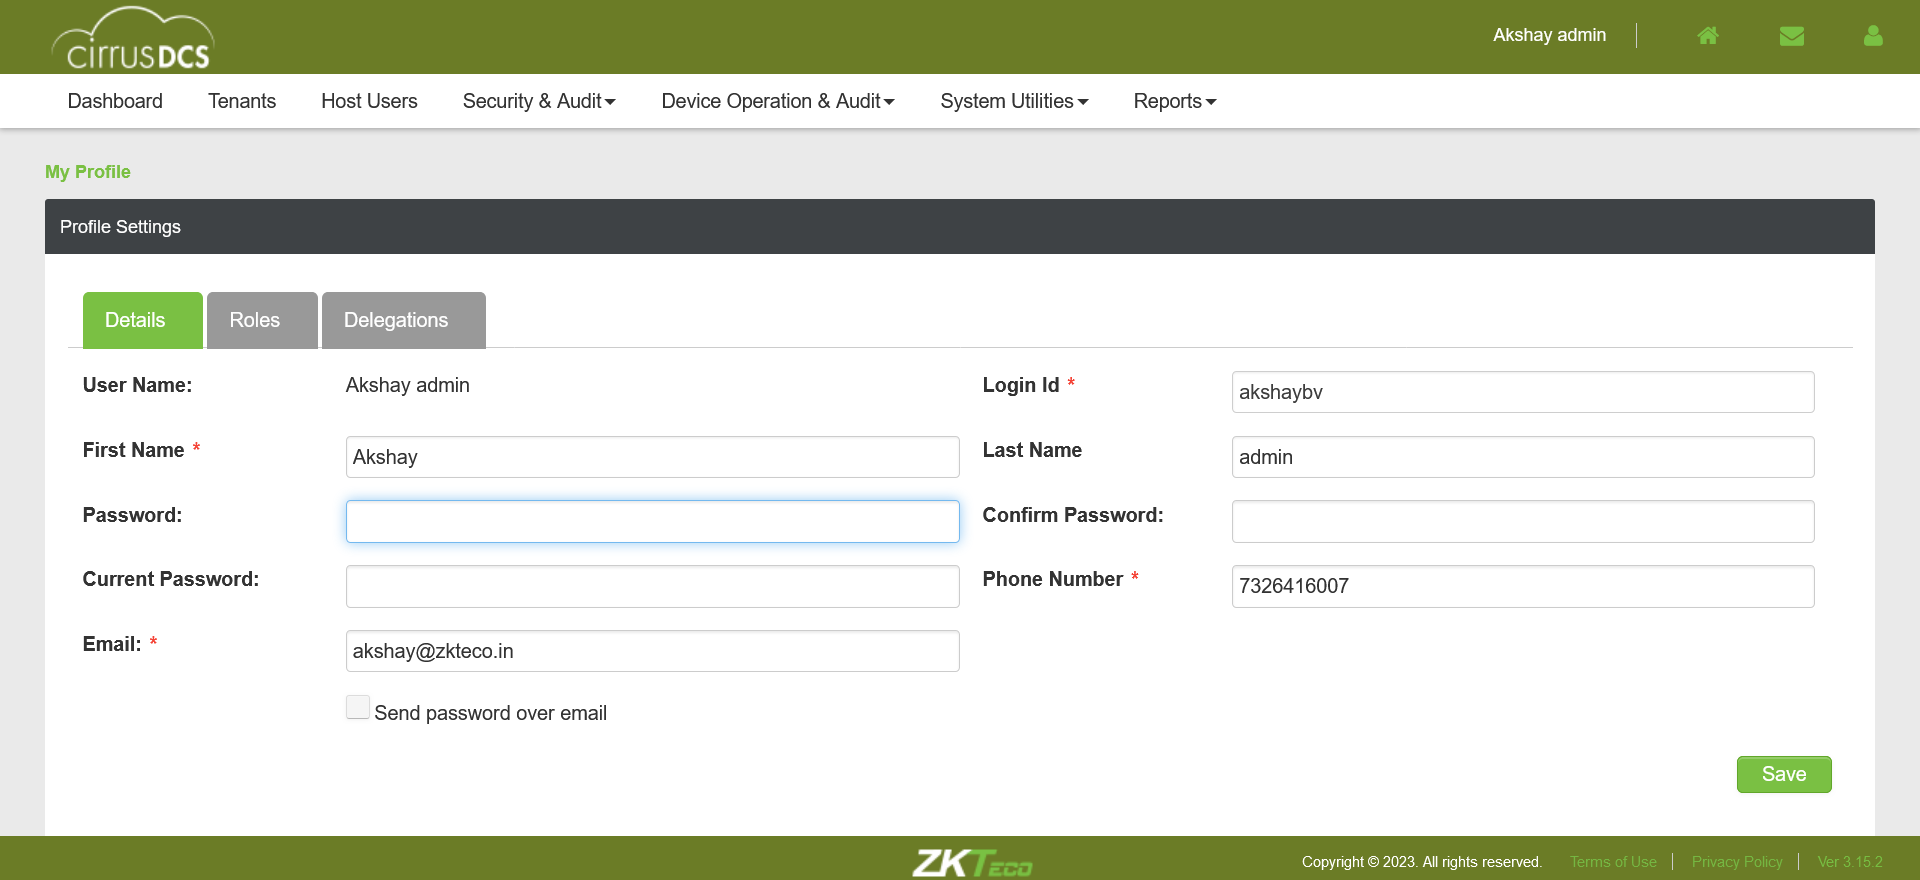 cirrusDCS
Akshay admin
Dashboard Tenants Host Users Security & Audit Device Operation & Audit System Utilities Reports
My Profile
Profile Settings
Details Roles Delegations
User Name: Akshay admin Login Id * akshaybv
First Name * Akshay Last Name admin
Password: Confirm Password:
Current Password: Phone Number * 7326416007
Email: * akshay@zkteco.in
Send password over email
Save
ZKTeco Copyright © 2023. All rights reserved. Terms of Use Privacy Policy Ver 3.15.2